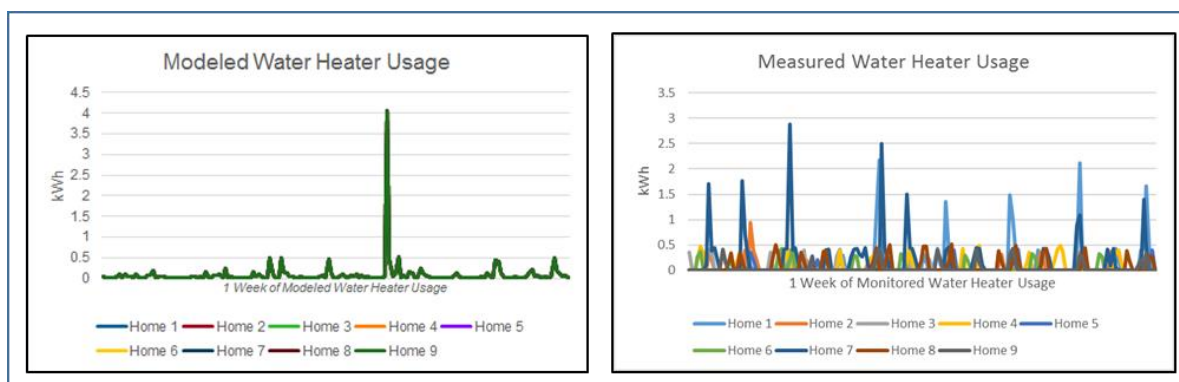 Modeled Water Heater Usage
4.5
4
3.5
3
2.5
2
1.5
1
0.5
0
kWh
1 Week of Modeled Water Heater Usage
Home 1 Home 2 Home 3 Home 4 Home 5
Home 6 Home 7 Home 8 Home 9
Measured Water Heater Usage
3.5
3
2.5
2
1.5
1
0.5
0
kWh
1 Week of Monitored Water Heater Usage
Home 1 Home 2 Home 3 Home 4 Home 5
Home 6 Home 7 Home 8 Home 9